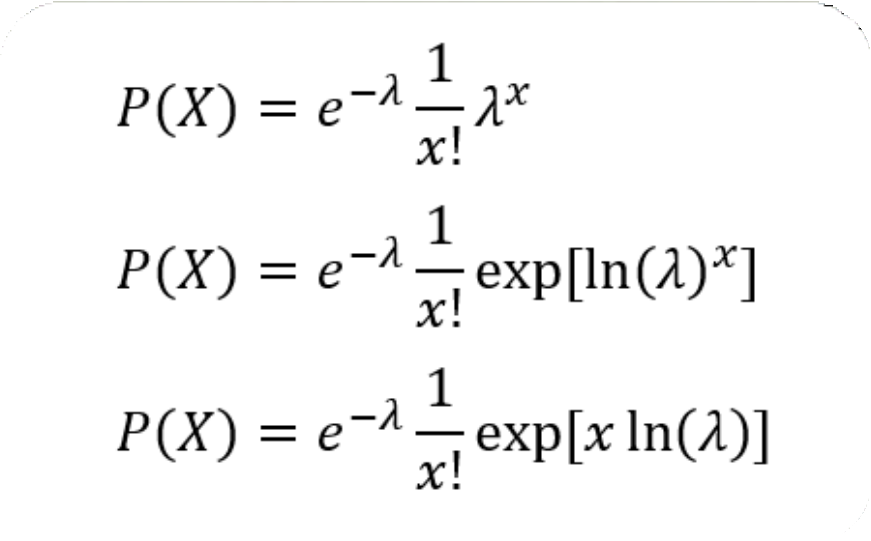 P(X) = e^{-λ} \frac{1}{x!} λ^x
P(X) = e^{-λ} \frac{1}{x!} exp[ln(λ)^x]
P(X) = e^{-λ} \frac{1}{x!} exp[x ln(λ)]